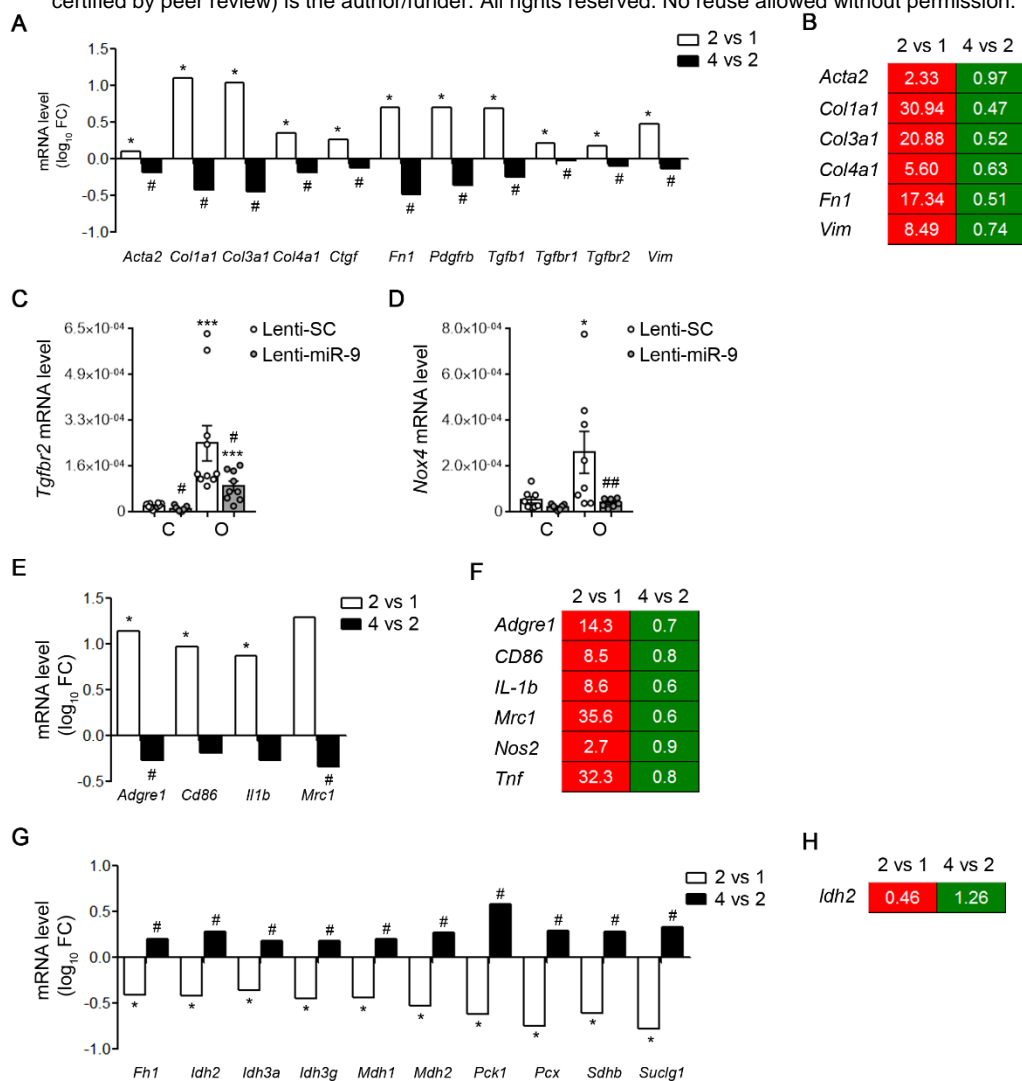 certified by peer review) is the author/funder. All rights reserved. No reuse allowed without permission.
A
2 vs 1
4 vs 2
mRNA level
(log10 FC)
1.5
1.0
0.5
0.0
-0.5
-1.0
* * * * * * * * * * *
# # # # # # # # # # #
Acta2 Col1a1 Col3a1 Col4a1 Ctgf Fn1 Pdgfrb Tgfb1 Tgfbr1 Tgfbr2 Vim
B
2 vs 1 4 vs 2
Acta2 2.33 0.97
Col1a1 30.94 0.47
Col3a1 20.88 0.52
Col4a1 5.60 0.63
Fn1 17.34 0.51
Vim 8.49 0.74
C
Tgfbr2 mRNA level
6.5×10-04
4.9×10-04
3.3×10-04
1.6×10-04
0
Lenti-SC
Lenti-miR-9
***
#
***
#
C O
D
Nox4 mRNA level
8.0×10-04
6.0×10-04
4.0×10-04
2.0×10-04
0
Lenti-SC
Lenti-miR-9
*
##
C O
E
2 vs 1
4 vs 2
mRNA level
(log10 FC)
1.5
1.0
0.5
0.0
-0.5
* * *
# #
Adgre1 Cd86 Il1b Mrc1
F
2 vs 1 4 vs 2
Adgre1 14.3 0.7
CD86 8.5 0.8
IL-1b 8.6 0.6
Mrc1 35.6 0.6
Nos2 2.7 0.9
Tnf 32.3 0.8
G
2 vs 1
4 vs 2
mRNA level
(log10 FC)
1.0
0.5
0.0
-0.5
-1.0
# # # # # # # # # #
* * * * * * * * * *
Fh1 Idh2 Idh3a Idh3g Mdh1 Mdh2 Pck1 Pcx Sdhb Suclg1
H
2 vs 1 4 vs 2
Idh2 0.46 1.26